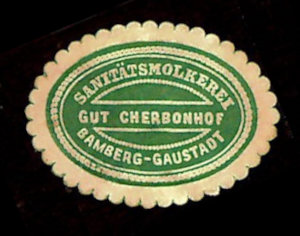 SANITÄTSMOLKEREI
GUT CHERBONHOF
BAMBERG-GAUSTADT